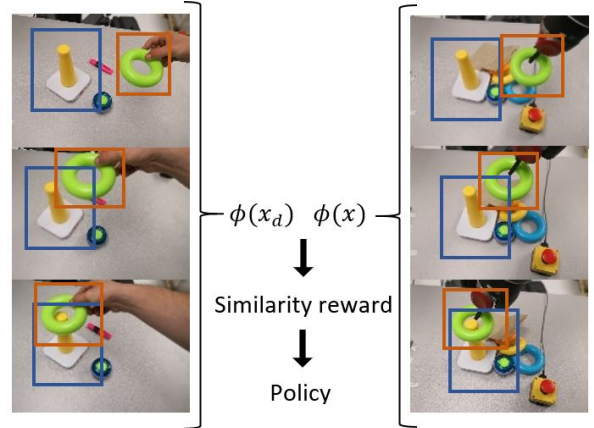 ϕ(x_d) ϕ(x)
Similarity reward
Policy